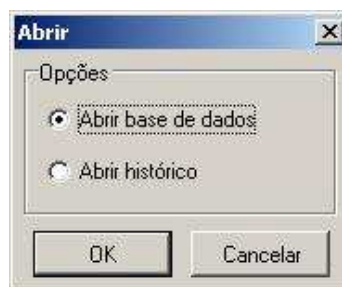 Abrir
Opções
Abrir base de dados
Abrir histórico
OK Cancelar